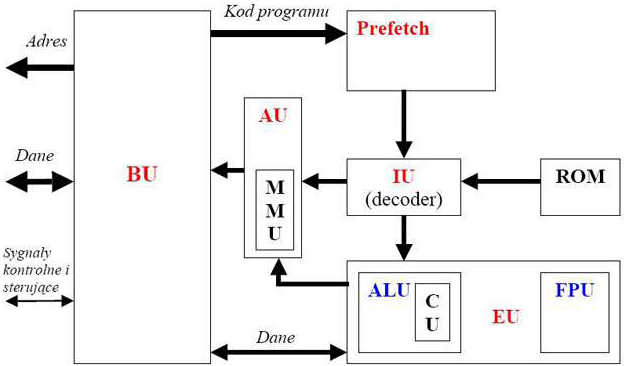 Kod programu
Prefetch
Adres
AU
Dane
BU
M
M
U
IU
(decoder)
ROM
Sygnały
kontrolne i
sterujące
ALU
C
U
EU
FPU
Dane